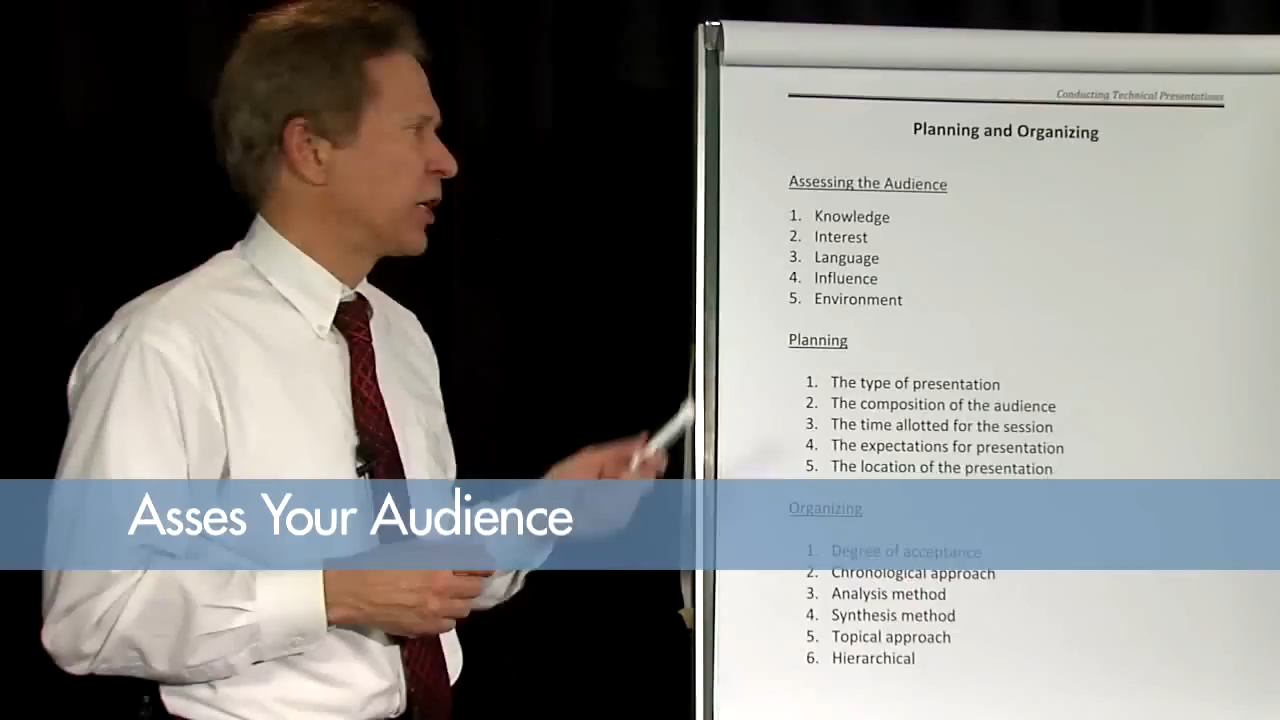 Conducting Technical Presentations
Planning and Organizing
Assessing the Audience
1. Knowledge
2. Interest
3. Language
4. Influence
5. Environment
Planning
1. The type of presentation
2. The composition of the audience
3. The time allotted for the session
4. The expectations for presentation
5. The location of the presentation
Asses Your Audience
Organizing
1. Degree of acceptance
2. Chronological approach
3. Analysis method
4. Synthesis method
5. Topical approach
6. Hierarchical